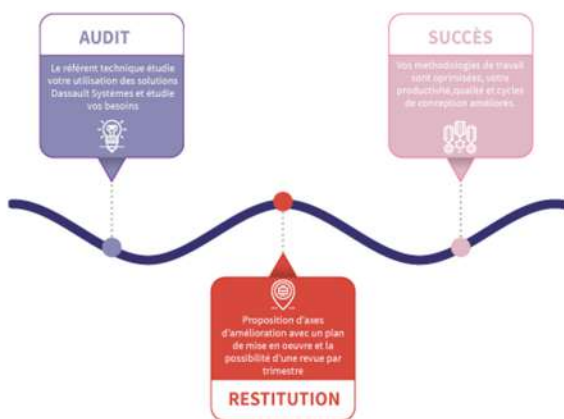 AUDIT
Le référent technique étudie
votre utilisation des solutions
Dassault Systèmes et étudie
vos besoins
SUCCÈS
Vos methodologies de travail
sont oprimisées, votre
productivité,qualité et cycles
de conception améliorés.
Proposition d'axes
d'amélioration avec un plan
de mise en oeuvre et la
possibilité d'une revue par
trimestre
RESTITUTION